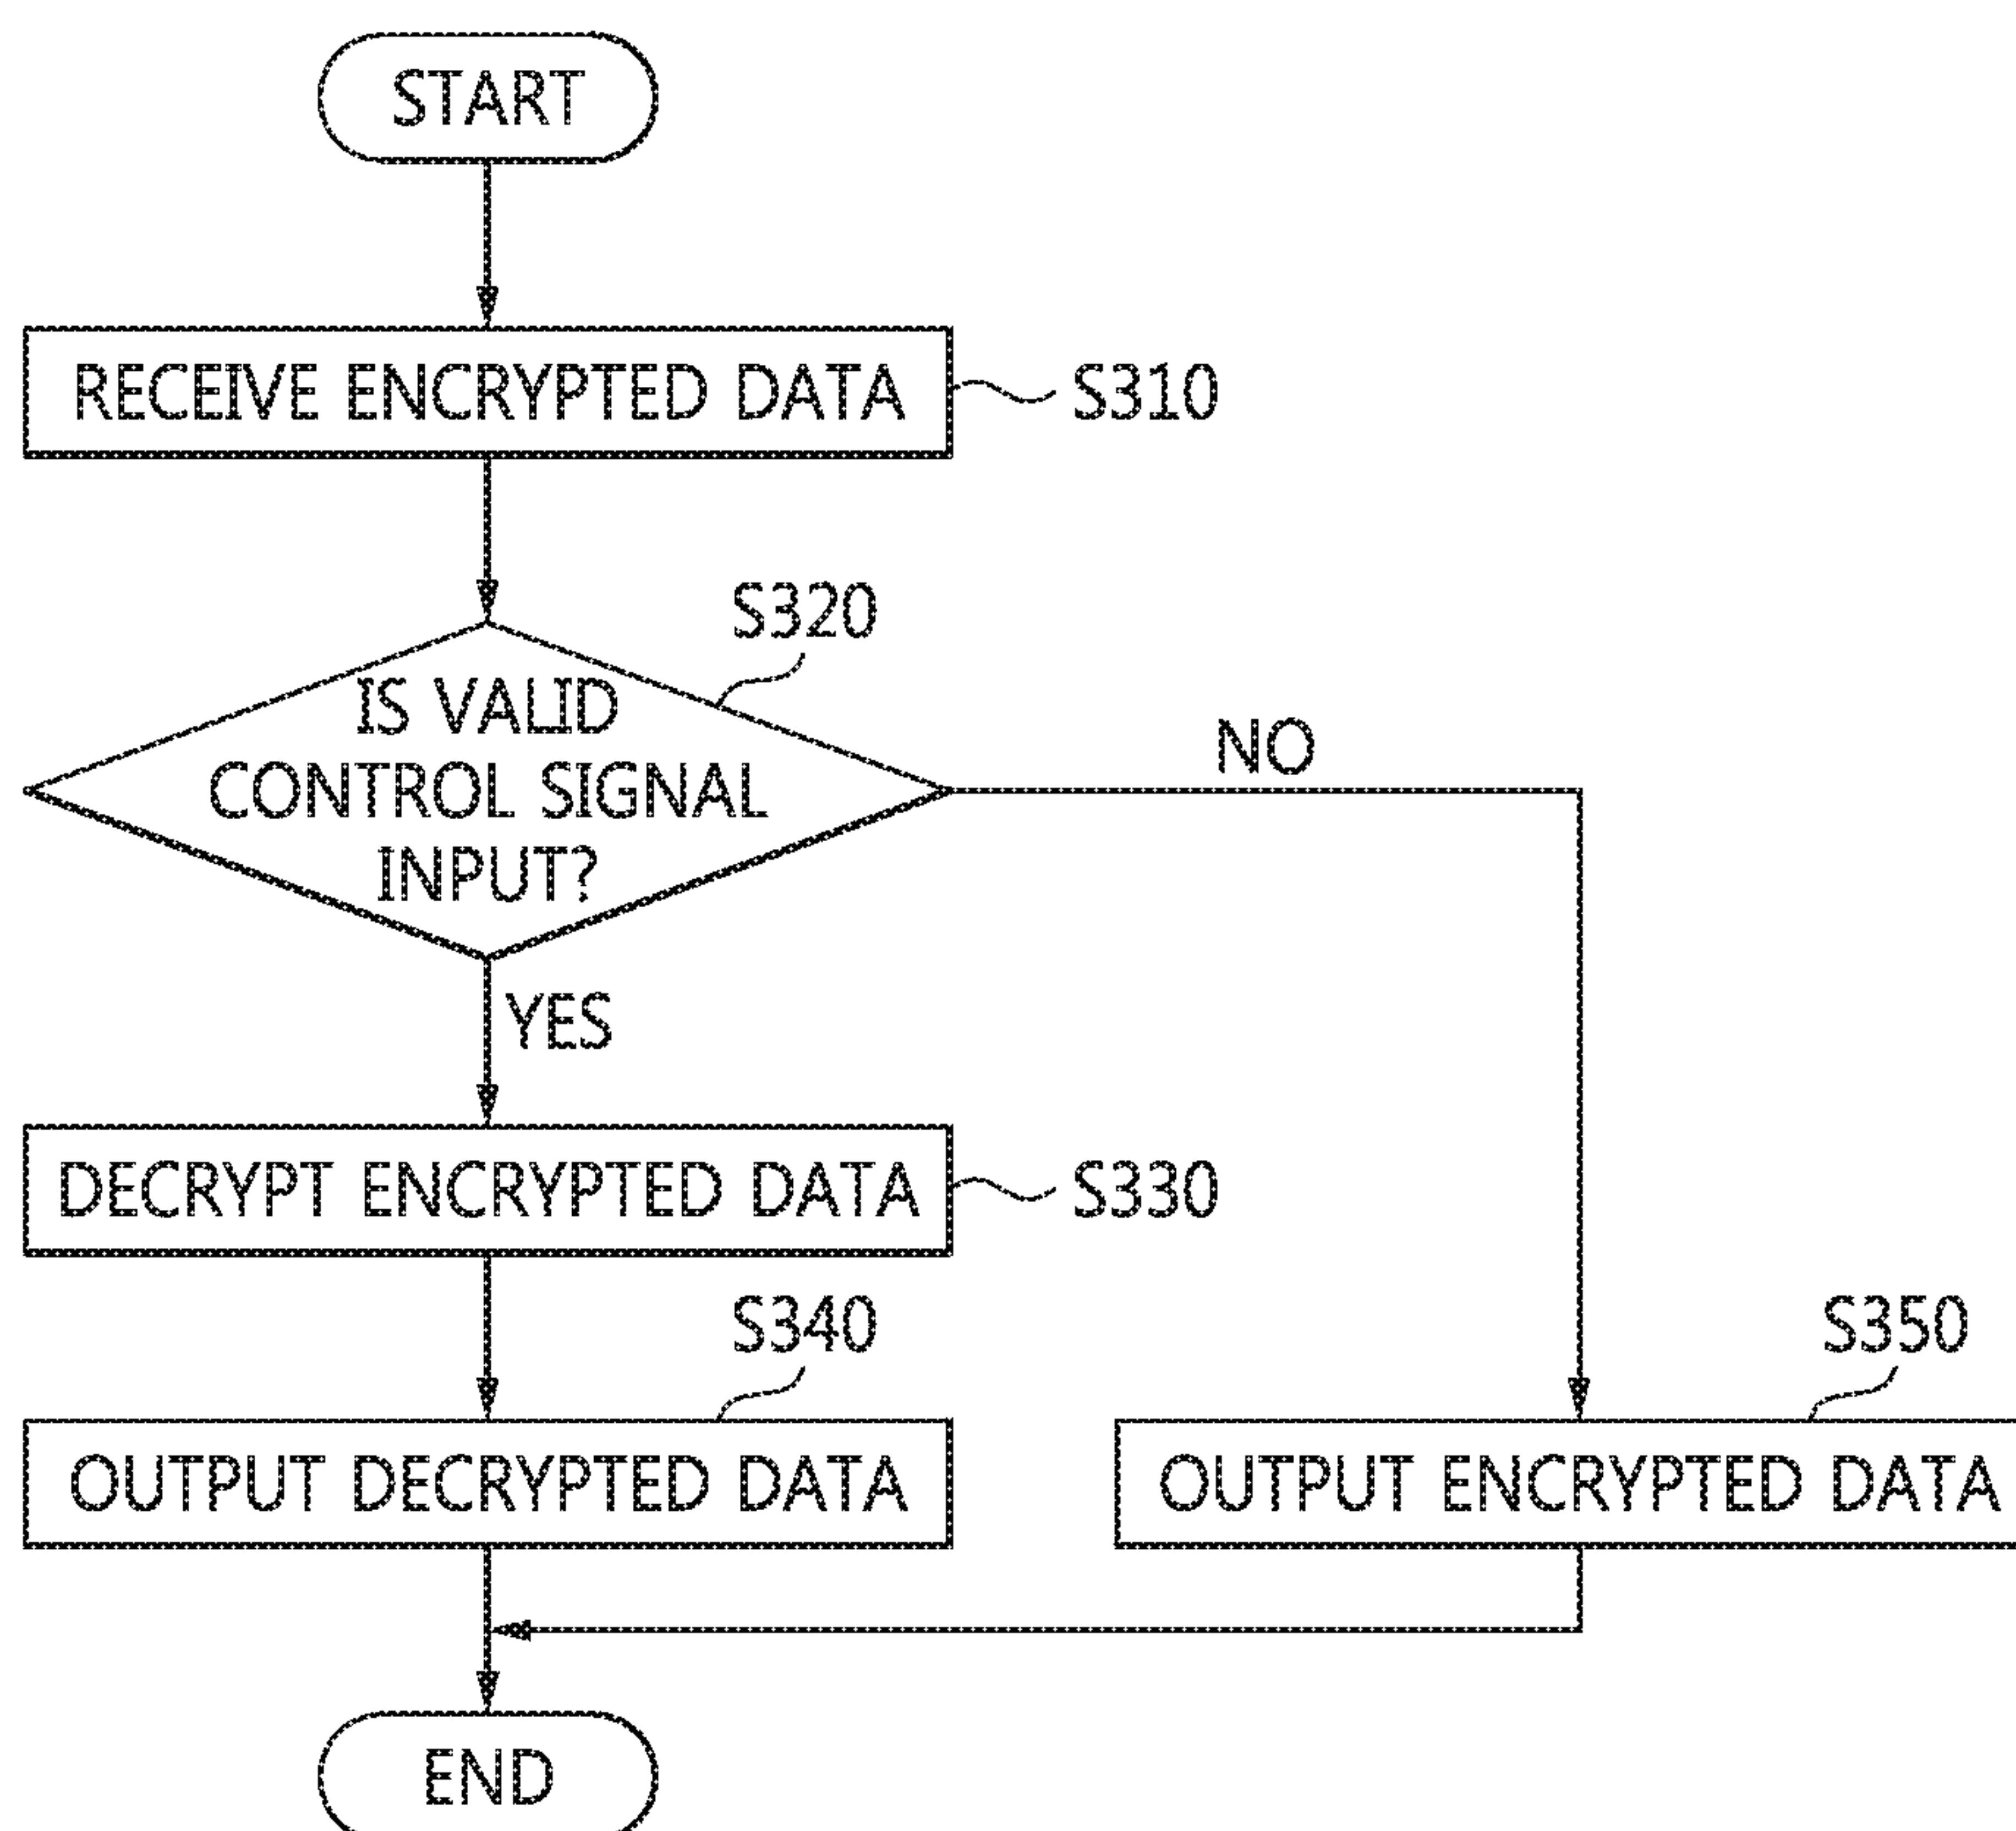 START
RECEIVE ENCRYPTED DATA
S310
S320
IS VALID
CONTROL SIGNAL
INPUT?
NO
YES
DECRYPT ENCRYPTED DATA
S330
S340
S350
OUTPUT DECRYPTED DATA
OUTPUT ENCRYPTED DATA
END